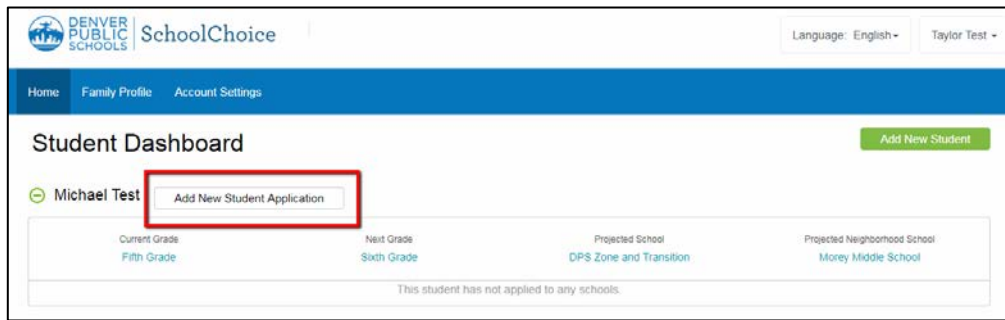 DENVER
PUBLIC
SCHOOLS
SchoolChoice
Language: English
Taylor Test
Home Family Profile Account Settings
Student Dashboard
Add New Student
Michael Test Add New Student Application
Current Grade Next Grade Projected School Projected Neighborhood School
Fifth Grade Sixth Grade DPS Zone and Transition Morey Middle School
This student has not applied to any schools.